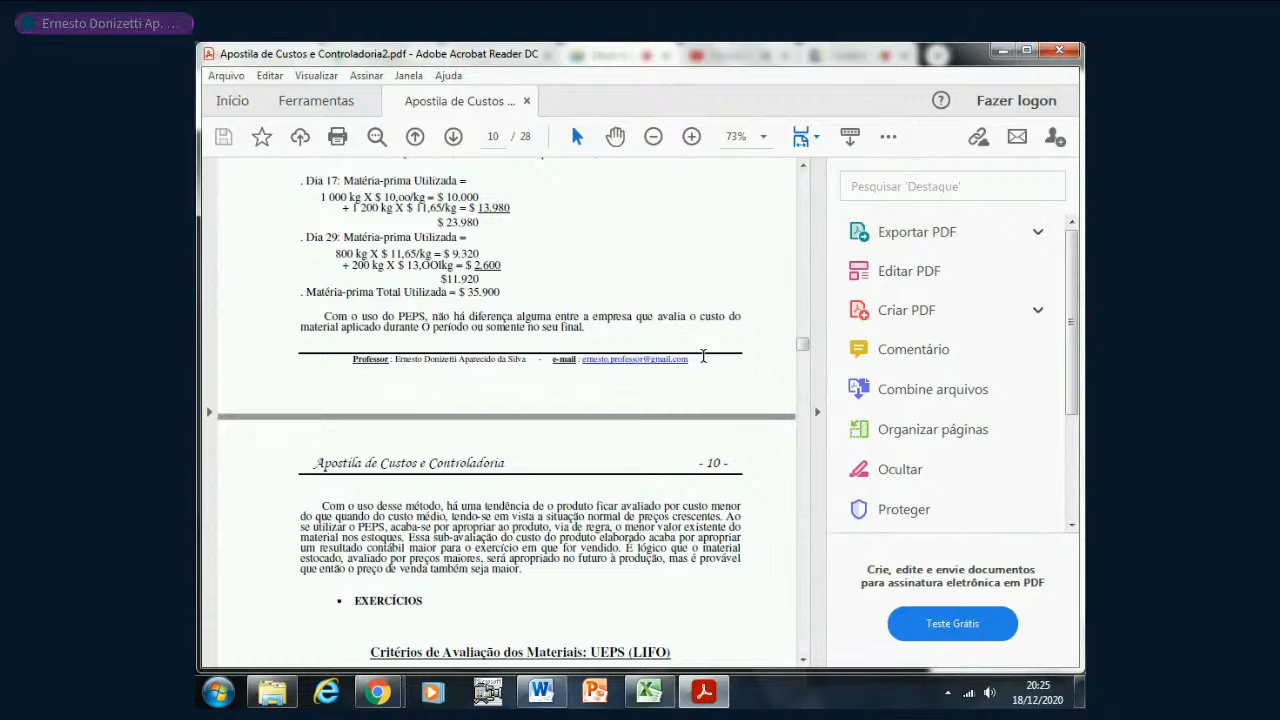 Ernesto Donizetti Ap. ...
Apostila de Custos e Controladoria2.pdf - Adobe Acrobat Reader DC
Arquivo Editar Visualizar Assinar Janela Ajuda
Início Ferramentas Apostila de Custos ... × Fazer logon
10 / 28 73%
. Dia 17: Matéria-prima Utilizada =
1 000 kg X $ 10,oo/kg = $ 10.000
+ 1 200 kg X $ 11,65/kg = $ 13.980
$ 23.980
. Dia 29: Matéria-prima Utilizada =
800 kg X $ 11,65/kg = $ 9.320
+ 200 kg X $ 13,OOlkg = $ 2.600
$11.920
. Matéria-prima Total Utilizada = $ 35.900
Com o uso do PEPS, não há diferença alguma entre a empresa que avalia o custo do
material aplicado durante O período ou somente no seu final.
Professor : Ernesto Donizetti Aparecido da Silva - e-mail : ernesto.professor@gmail.com
Apostila de Custos e Controladoria - 10 -
Com o uso desse método, há uma tendência de o produto ficar avaliado por custo menor
do que quando do custo médio, tendo-se em vista a situação normal de preços crescentes. Ao
se utilizar o PEPS, acaba-se por apropriar ao produto, via de regra, o menor valor existente do
material nos estoques. Essa sub-avaliação do custo do produto elaborado acaba por apropriar
um resultado contábil maior para o exercício em que for vendido. É lógico que o material
estocado, avaliado por preços maiores, será apropriado no futuro à produção, mas é provável
que então o preço de venda também seja maior.
• EXERCÍCIOS
Critérios de Avaliação dos Materiais: UEPS (LIFO)
Pesquisar 'Destaque'
Exportar PDF
Editar PDF
Criar PDF
Comentário
Combine arquivos
Organizar páginas
Ocultar
Proteger
Crie, edite e envie documentos
para assinatura eletrônica em PDF
Teste Grátis
20:25
18/12/2020